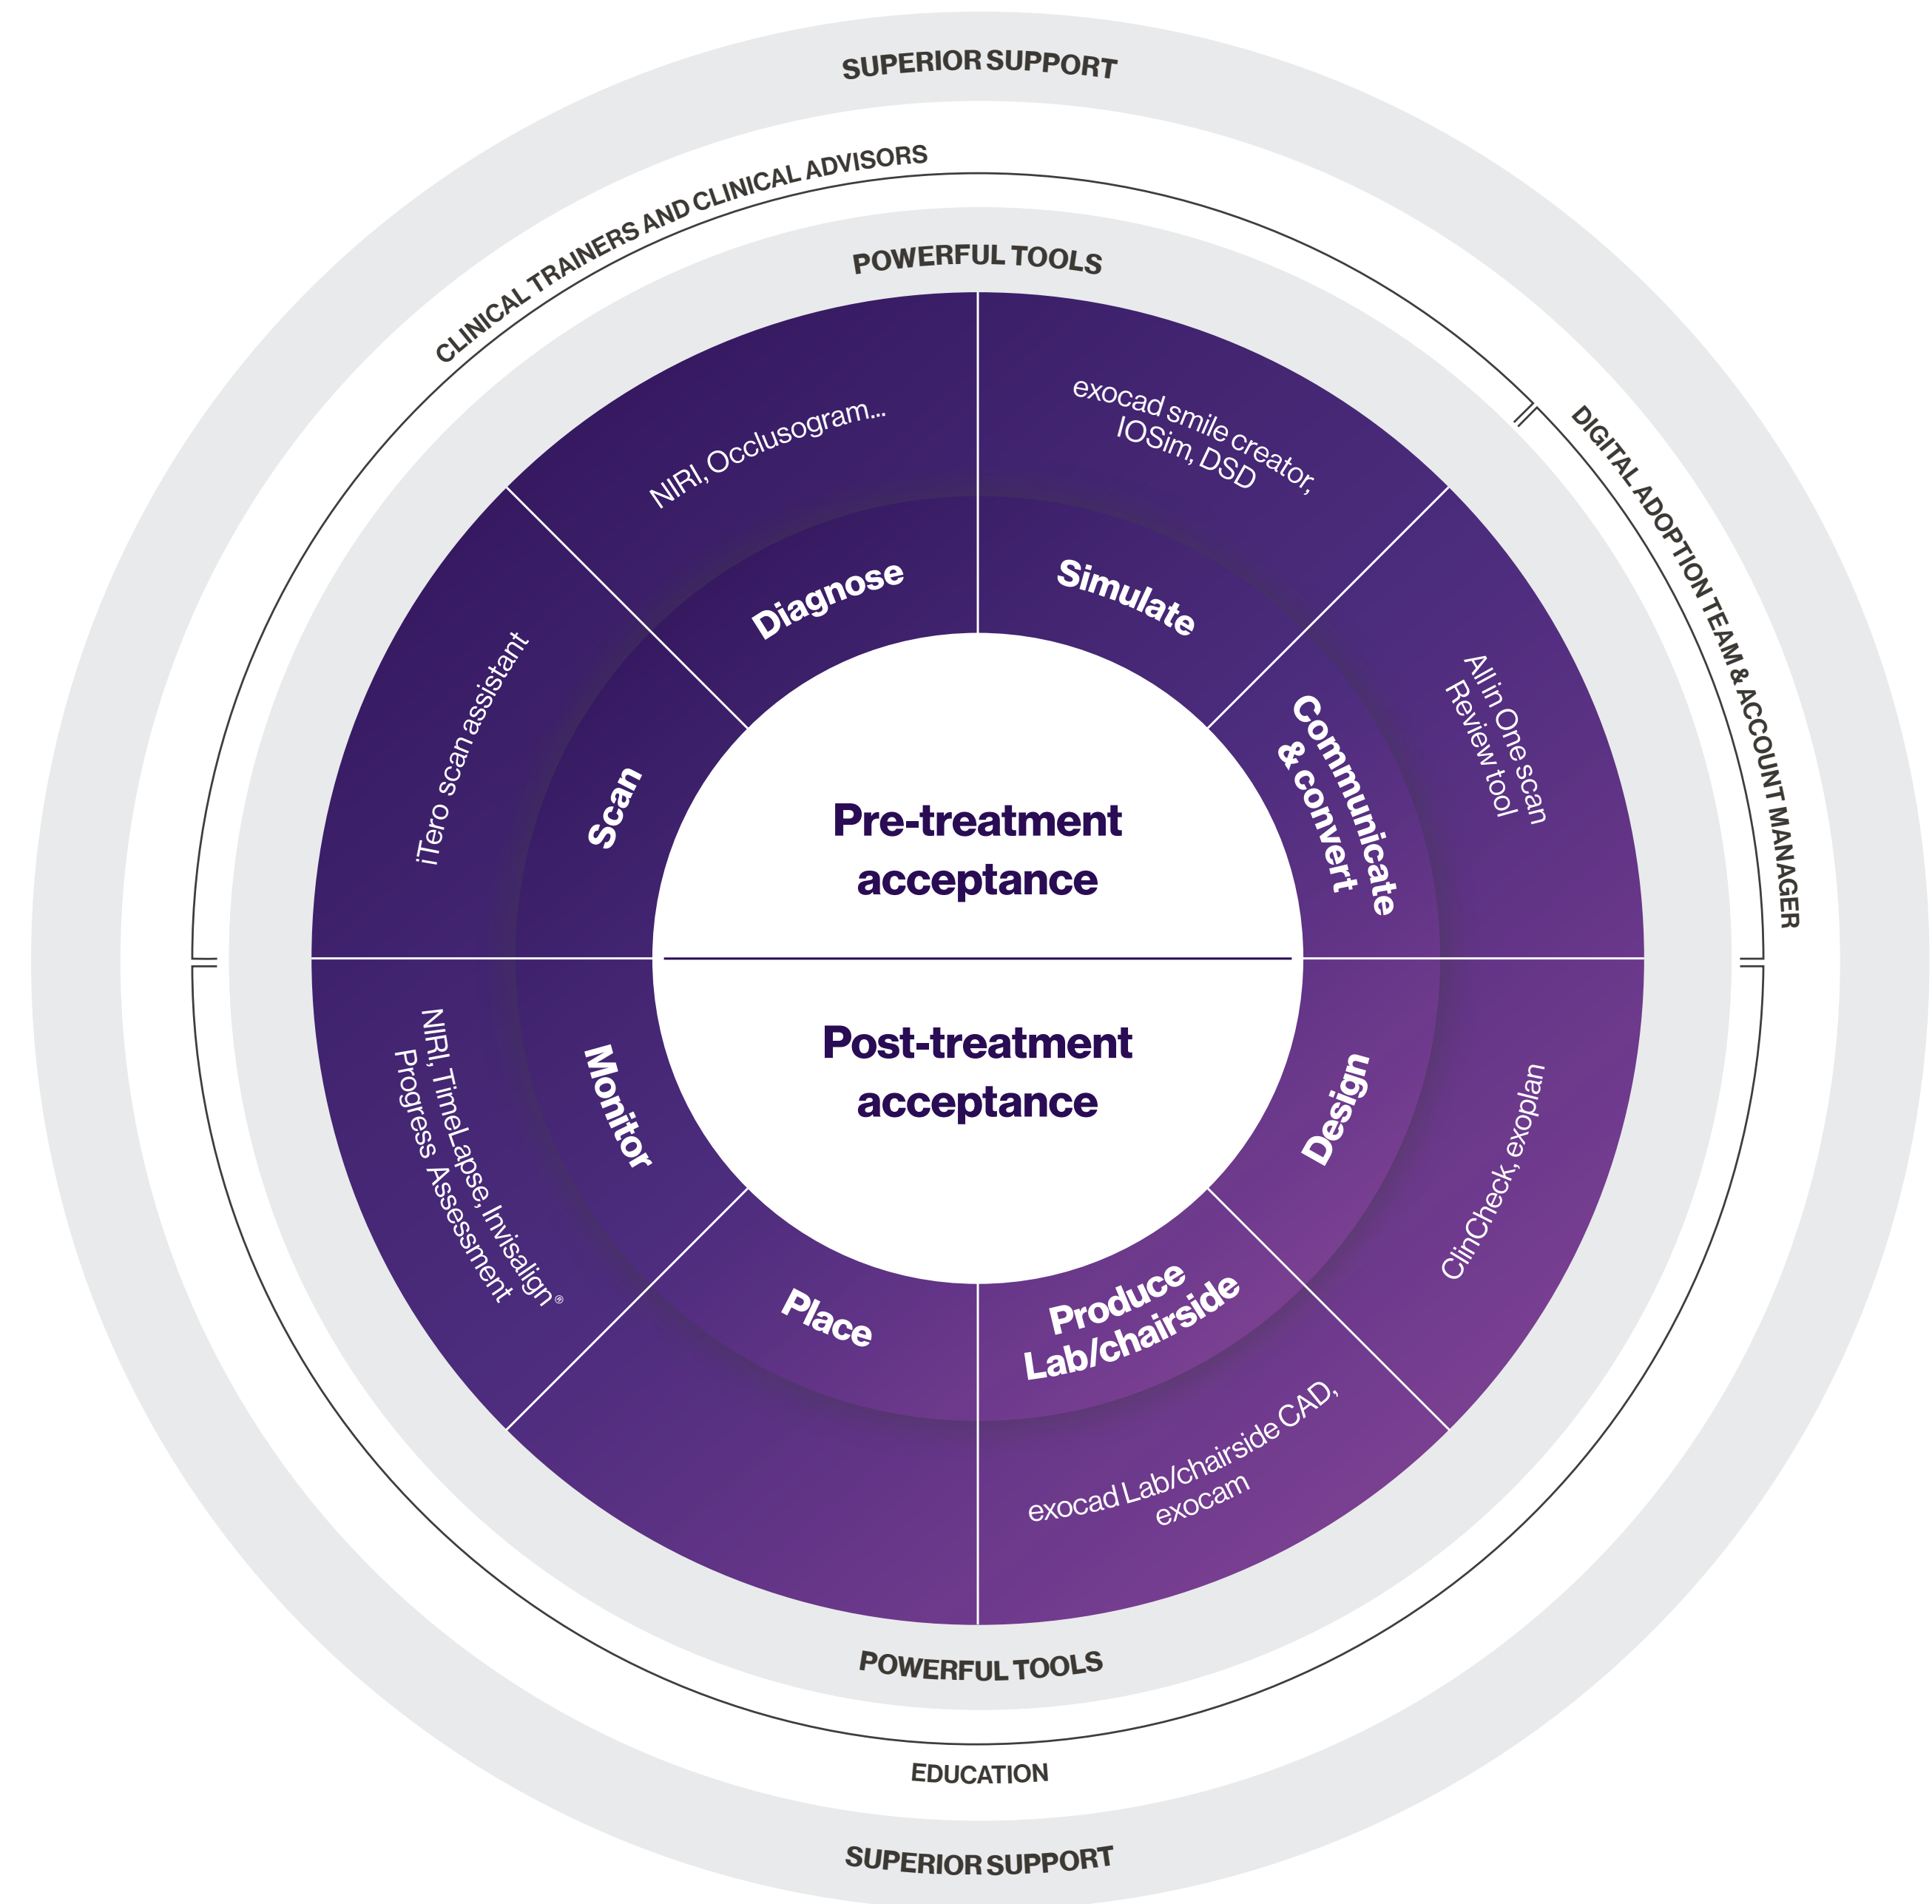 SUPERIOR SUPPORT
CLINICAL TRAINERS AND CLINICAL ADVISORS
DIGITAL ADOPTION TEAM & ACCOUNT MANAGER
POWERFUL TOOLS
NIRI, Occlusogram...
exocad smile creator,
IOSim, DSD
Diagnose
Simulate
iTero scan assistant
Scan
Communicate
& convert
All in One scan
Review tool
Pre-treatment
acceptance
Post-treatment
acceptance
NIRI, TimeLapse, Invisalign®
Progress Assessment
Monitor
Design
ClinCheck, exoplan
Place
Produce
Lab/chairside
exocad Lab/chairside CAD,
exocam
POWERFUL TOOLS
EDUCATION
SUPERIOR SUPPORT